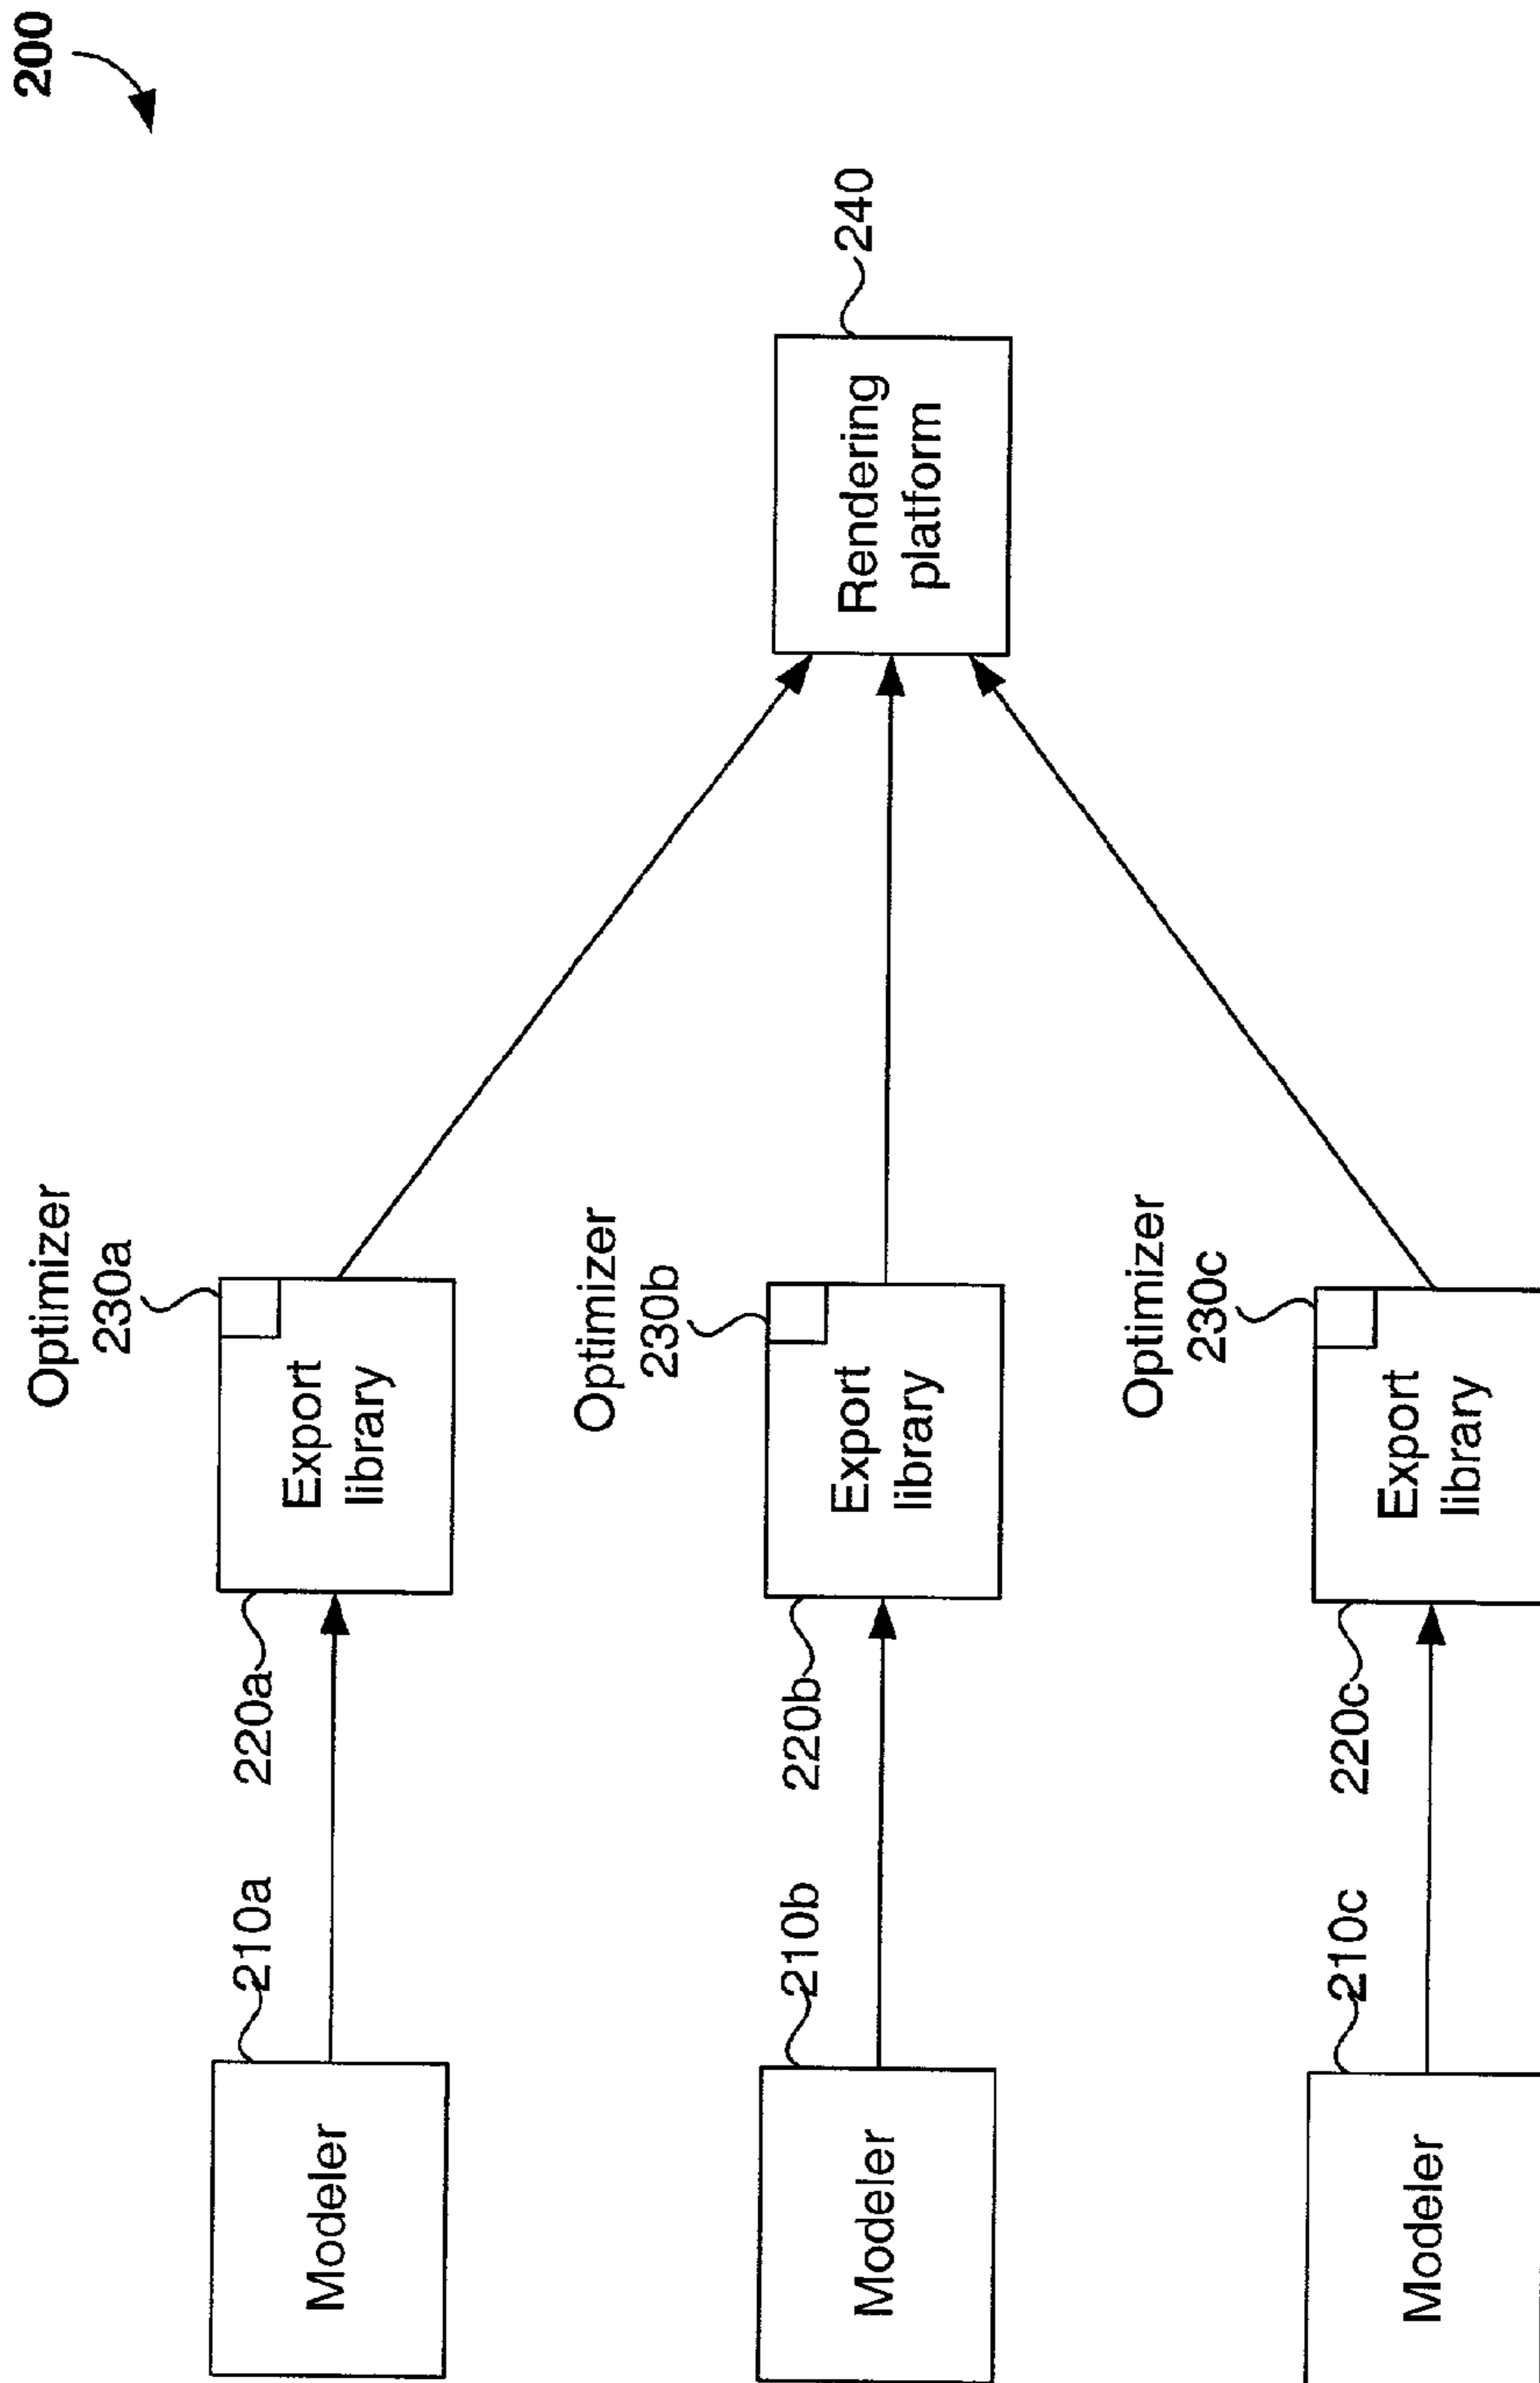 200
Optimizer
230a
Modeler
210a
220a
Export
library
Optimizer
230b
Modeler
210b
220b
Export
library
Rendering
platform
240
Optimizer
230c
Modeler
210c
220c
Export
library